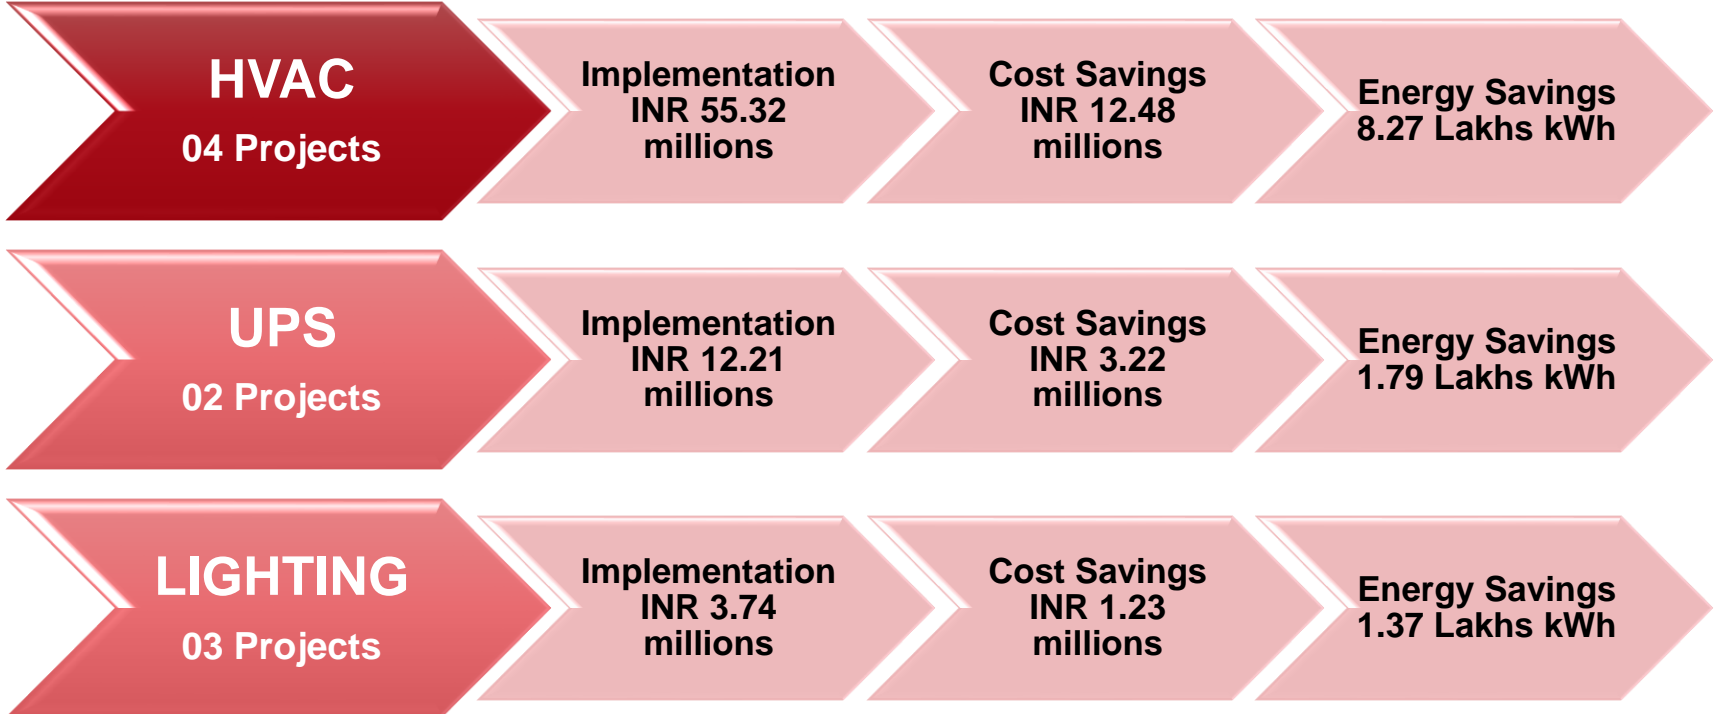 HVAC
04 Projects
Implementation
INR 55.32
millions
Cost Savings
INR 12.48
millions
Energy Savings
8.27 Lakhs kWh
UPS
02 Projects
Implementation
INR 12.21
millions
Cost Savings
INR 3.22
millions
Energy Savings
1.79 Lakhs kWh
LIGHTING
03 Projects
Implementation
INR 3.74
millions
Cost Savings
INR 1.23
millions
Energy Savings
1.37 Lakhs kWh